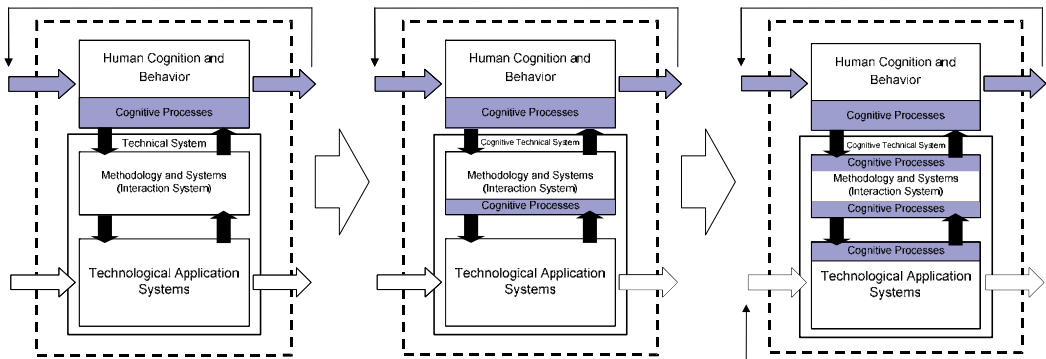 Human Cognition and
Behavior
Cognitive Processes
Technical System
Methodology and Systems
(Interaction System)
Technological Application
Systems
Human Cognition and
Behavior
Cognitive Processes
Cognitive Technical System
Methodology and Systems
(Interaction System)
Cognitive Processes
Technological Application
Systems
Human Cognition and
Behavior
Cognitive Processes
Cognitive Technical System
Cognitive Processes
Methodology and Systems
(Interaction System)
Cognitive Processes
Cognitive Processes
Technological Application
Systems